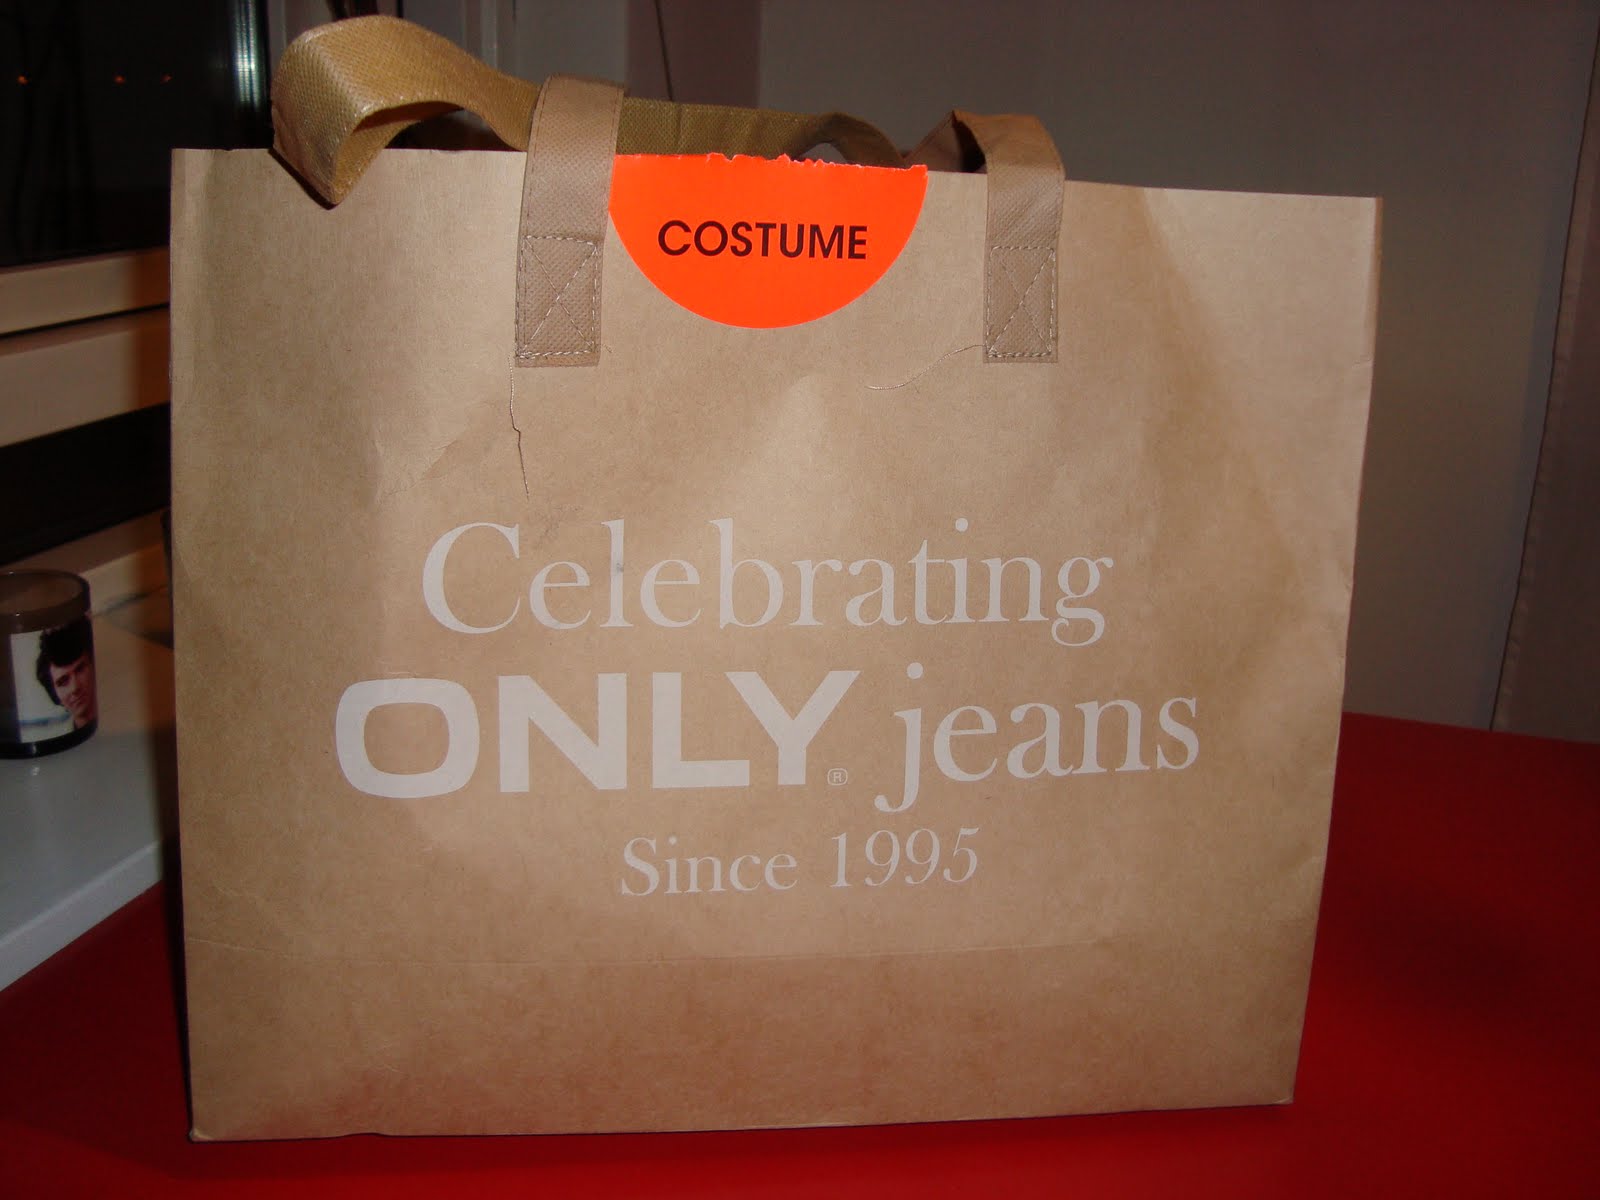 COSTUME
Celebrating
ONLY® jeans
Since 1995